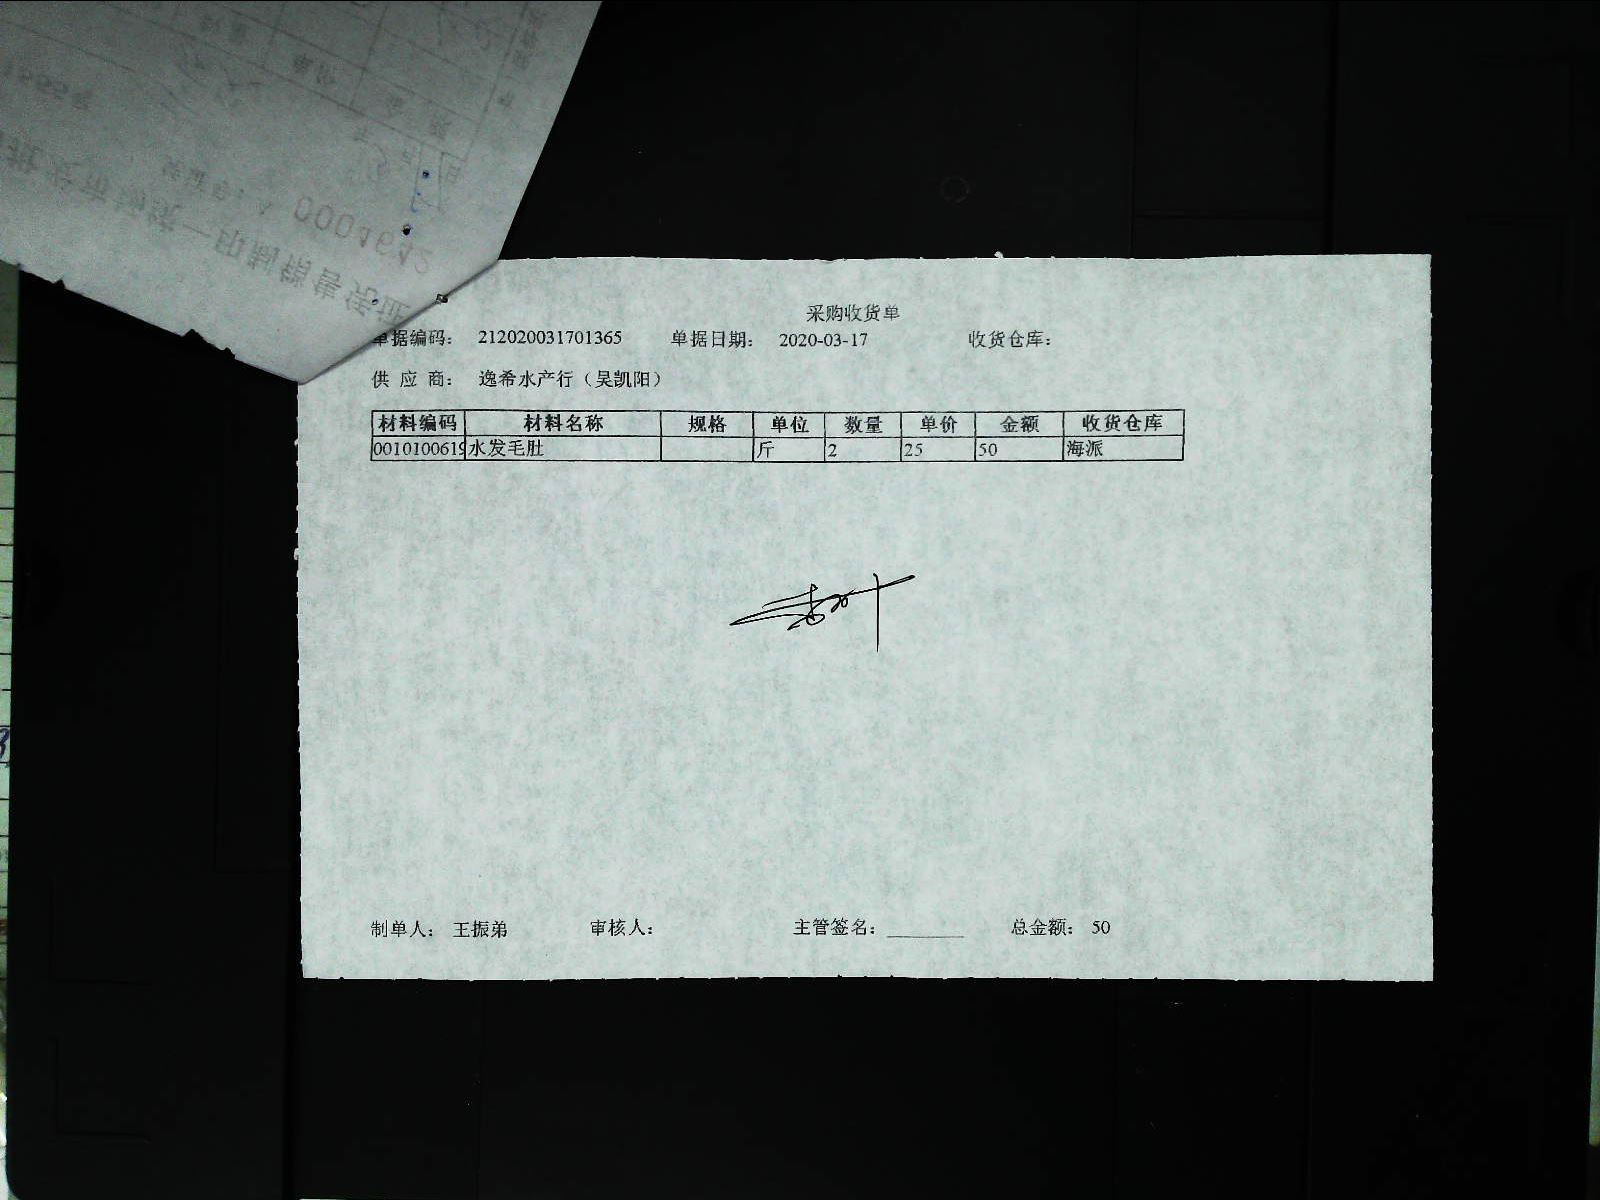 采购收货单
单据编码: 212020031701365 单据日期: 2020-03-17 收货仓库:
供 应 商: 逸希水产行（吴凯阳）
材料编码 材料名称 规格 单位 数量 单价 金额 收货仓库
0010100619 水发毛肚 斤 2 25 50 海派
制单人: 王振弟 审核人: 主管签名: 总金额: 50